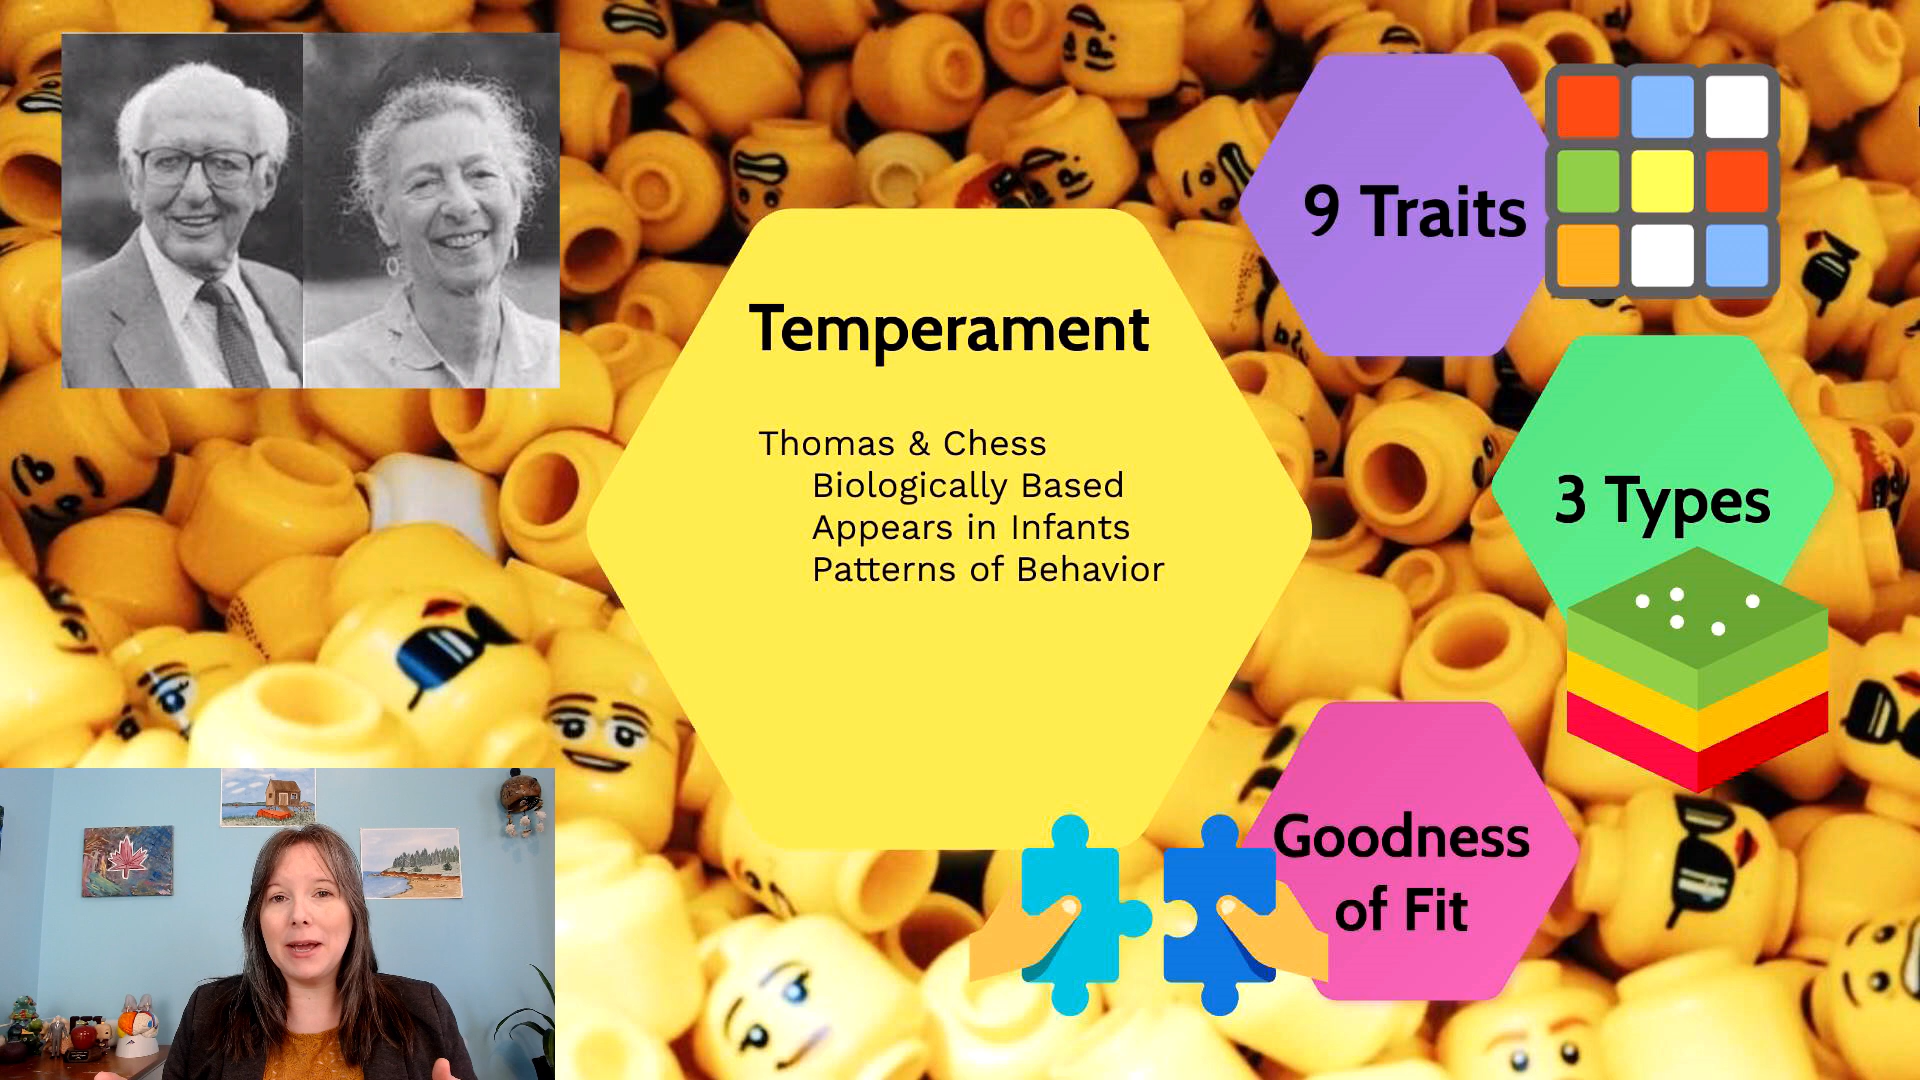 Temperament
Thomas & Chess
Biologically Based
Appears in Infants
Patterns of Behavior
9 Traits
3 Types
Goodness
of Fit